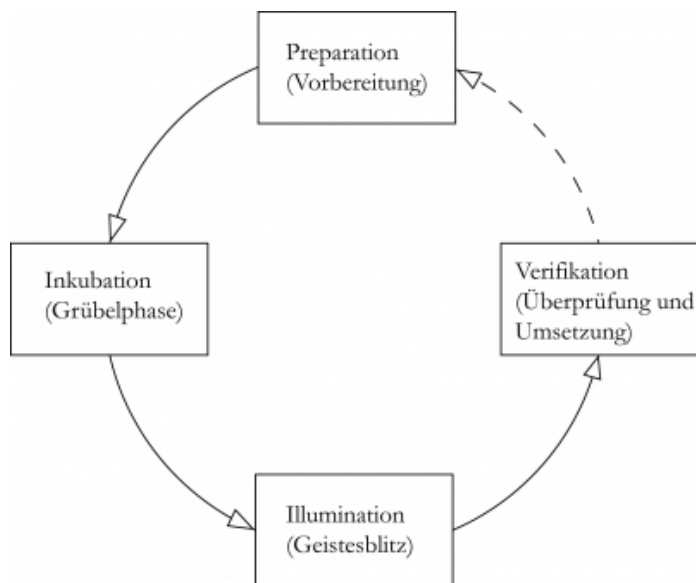 Preparation
(Vorbereitung)
Inkubation
(Grübelphase)
Verifikation
(Überprüfung und
Umsetzung)
Illumination
(Geistesblitz)